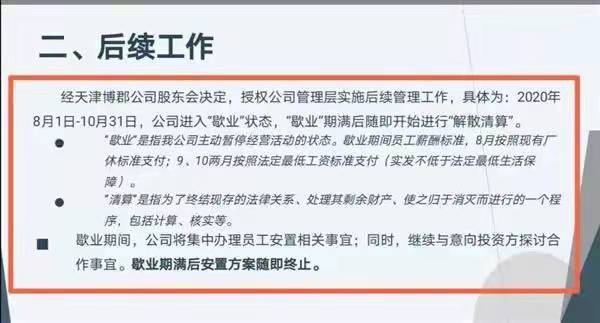 二、后续工作
经天津博郡公司股东会决定，授权公司管理层实施后续管理工作，具体为：2020年
8月1日-10月31日，公司进入“歇业”状态，“歇业”期满后随即开始进行“解散清算”。
“歇业”是指我公司主动暂停经营活动的状态。歇业期间员工薪酬标准，8月按照现有厂
休标准支付；9、10两月按照法定最低工资标准支付（实发不低于法定最低生活保
障）。
“清算”是指为了终结现存的法律关系、处理其剩余财产、使之归于消灭而进行的一个程
序，包括计算、核实等。
歇业期间，公司将集中办理员工安置相关事宜；同时，继续与意向投资方探讨合
作事宜。歇业期满后安置方案随即终止。